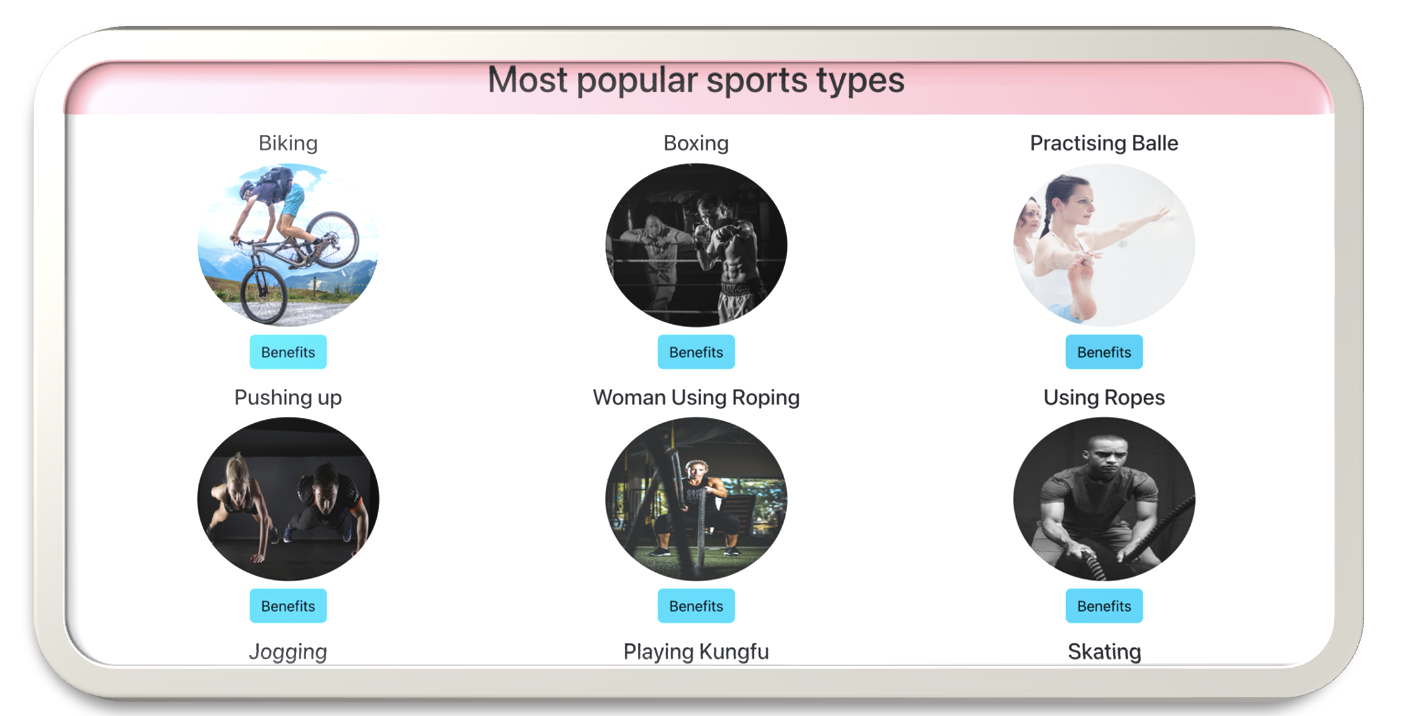 Most popular sports types
Biking
Boxing
Practising Balle
Benefits
Benefits
Benefits
Pushing up
Woman Using Roping
Using Ropes
Benefits
Benefits
Benefits
Jogging
Playing Kungfu
Skating